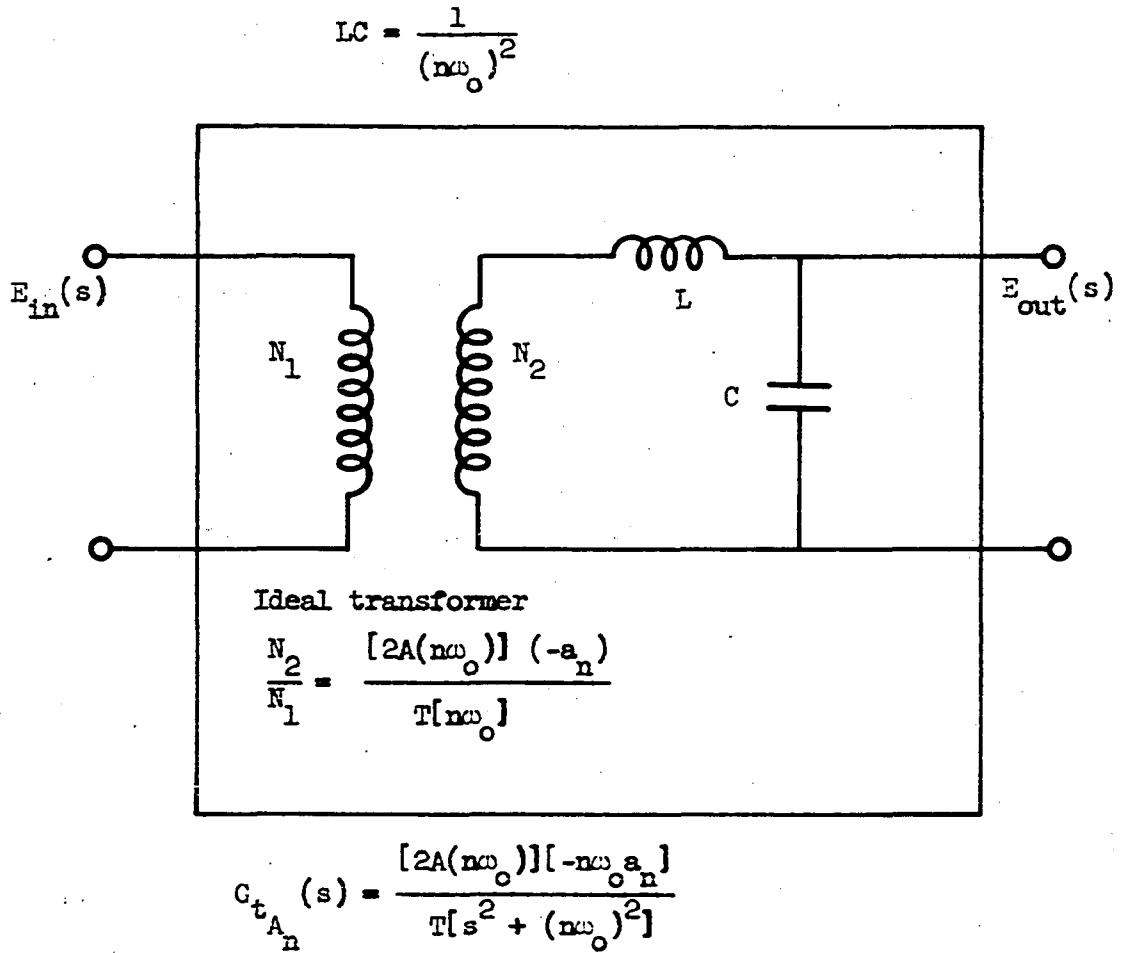 LC = 1/(nω_o)^2
E_in(s)
N_1
N_2
L
C
E_out(s)
Ideal transformer
N_2/N_1 = [2A(nω_o)] (-a_n) / T[nω_o]
G_t_A_n (s) = [2A(nω_o)][-nω_o a_n] / T[s^2 + (nω_o)^2]